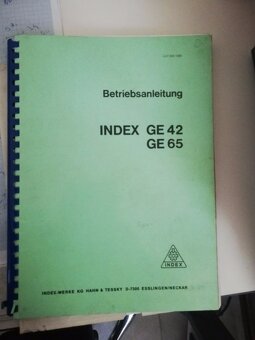 Betriebsanleitung
INDEX GE 42
GE 65
INDEX
INDEX-WERKE KG HAHN & TESSKY D-7300 ESSLINGEN/NECKAR